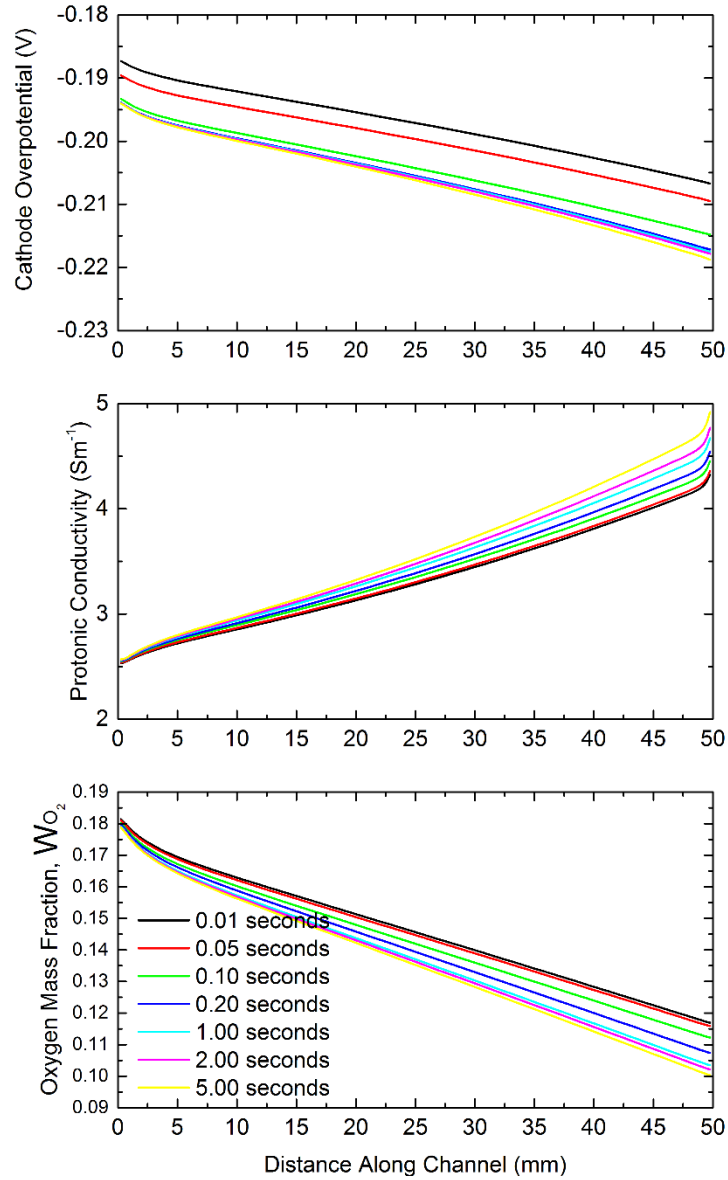 -0.18
-0.19
-0.20
-0.21
-0.22
-0.23
Cathode Overpotential (V)
0 5 10 15 20 25 30 35 40 45 50
5
4
3
2
Protonic Conductivity (Sm⁻¹)
0 5 10 15 20 25 30 35 40 45 50
0.19
0.18
0.17
0.16
0.15
0.14
0.13
0.12
0.11
0.10
0.09
Oxygen Mass Fraction, W_O₂
0.01 seconds
0.05 seconds
0.10 seconds
0.20 seconds
1.00 seconds
2.00 seconds
5.00 seconds
0 5 10 15 20 25 30 35 40 45 50
Distance Along Channel (mm)